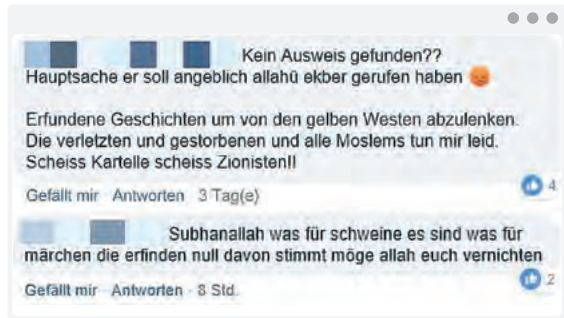 Kein Ausweis gefunden??
Hauptsache er soll angeblich allahü ekber gerufen haben
Erfundene Geschichten um von den gelben Westen abzulenken.
Die verletzten und gestorbenen und alle Moslems tun mir leid.
Scheiss Kartelle scheiss Zionisten!!
Gefällt mir · Antworten · 3 Tag(e)
4
Subhanallah was für schweine es sind was für
märchen die erfinden null davon stimmt möge allah euch vernichten
Gefällt mir · Antworten · 8 Std.
2